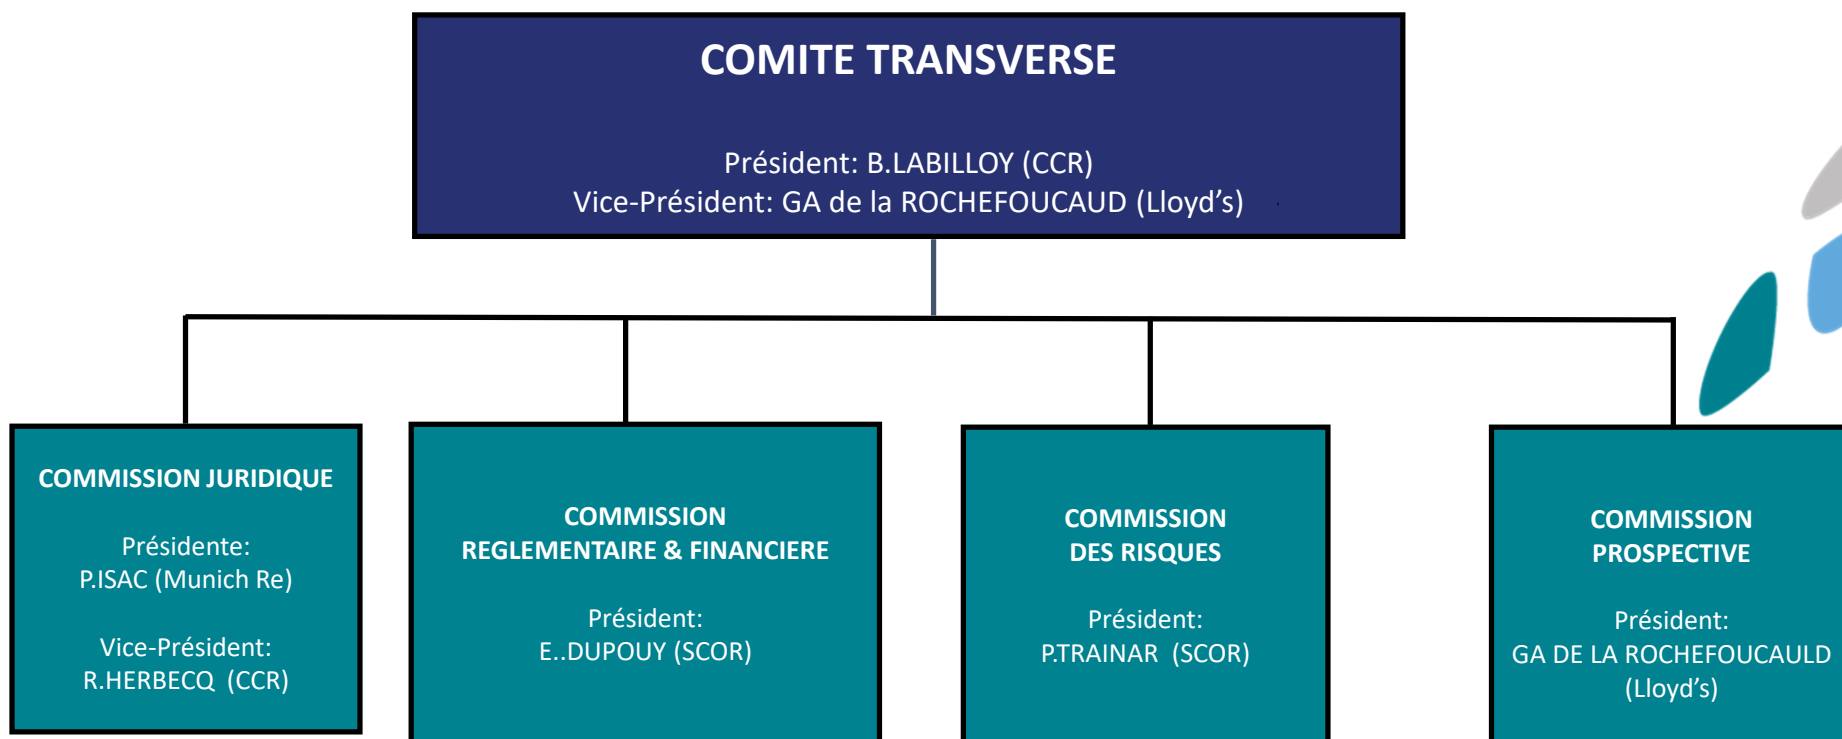 COMITE TRANSVERSE
Président: B.LABILLOY (CCR)
Vice-Président: GA de la ROCHEFOUCAUD (Lloyd’s)
COMMISSION JURIDIQUE
Présidente:
P.ISAC (Munich Re)
Vice-Président:
R.HERBECQ (CCR)
COMMISSION
REGLEMENTAIRE & FINANCIERE
Président:
E..DUPOUY (SCOR)
COMMISSION
DES RISQUES
Président:
P.TRAINAR (SCOR)
COMMISSION
PROSPECTIVE
Président:
GA DE LA ROCHEFOUCAULD
(Lloyd’s)